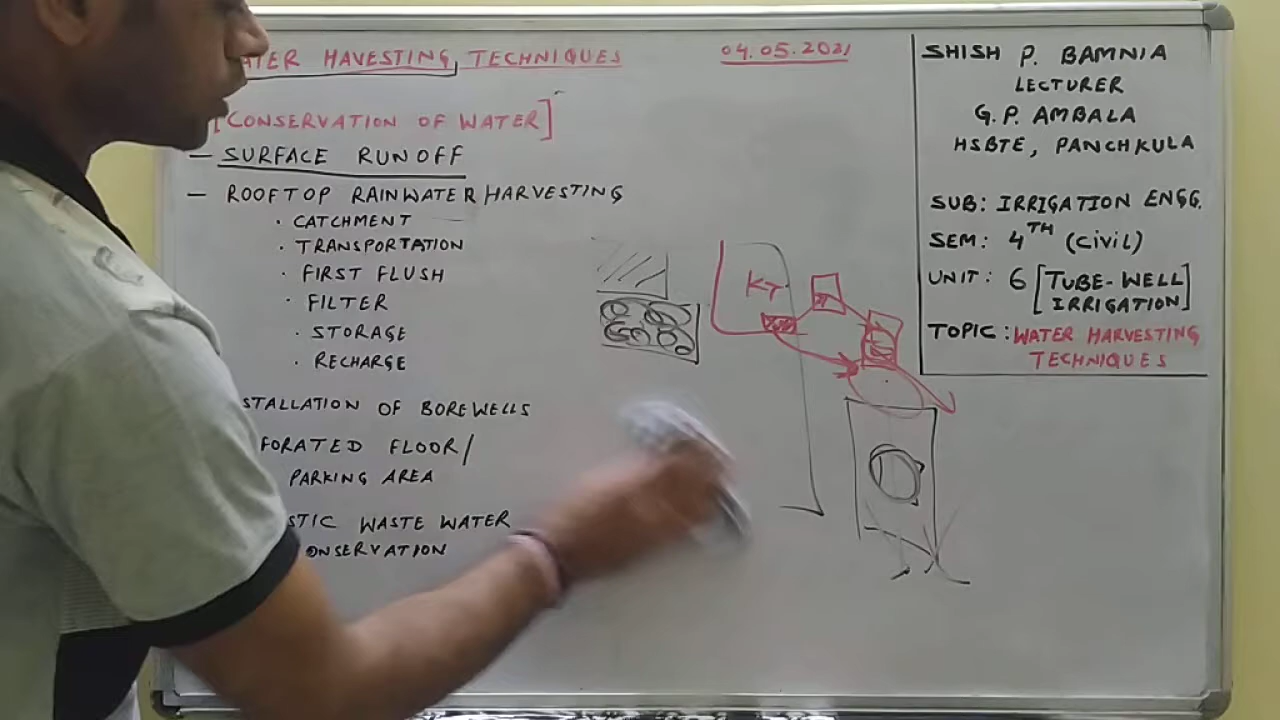 ATER HAVESTING TECHNIQUES
04.05.2021
[CONSERVATION OF WATER]
- SURFACE RUNOFF
- ROOFTOP RAINWATER HARVESTING
· CATCHMENT
· TRANSPORTATION
· FIRST FLUSH
· FILTER
· STORAGE
· RECHARGE
STALLATION OF BOREWELLS
FORATED FLOOR/
PARKING AREA
STIC WASTE WATER
ONSERVATION
KT
SHISH P. BAMNIA
LECTURER
G.P. AMBALA
HSBTE, PANCHKULA
SUB: IRRIGATION ENGG.
SEM: 4TH (CIVIL)
UNIT: 6 [TUBE-WELL
IRRIGATION]
TOPIC: WATER HARVESTING
TECHNIQUES